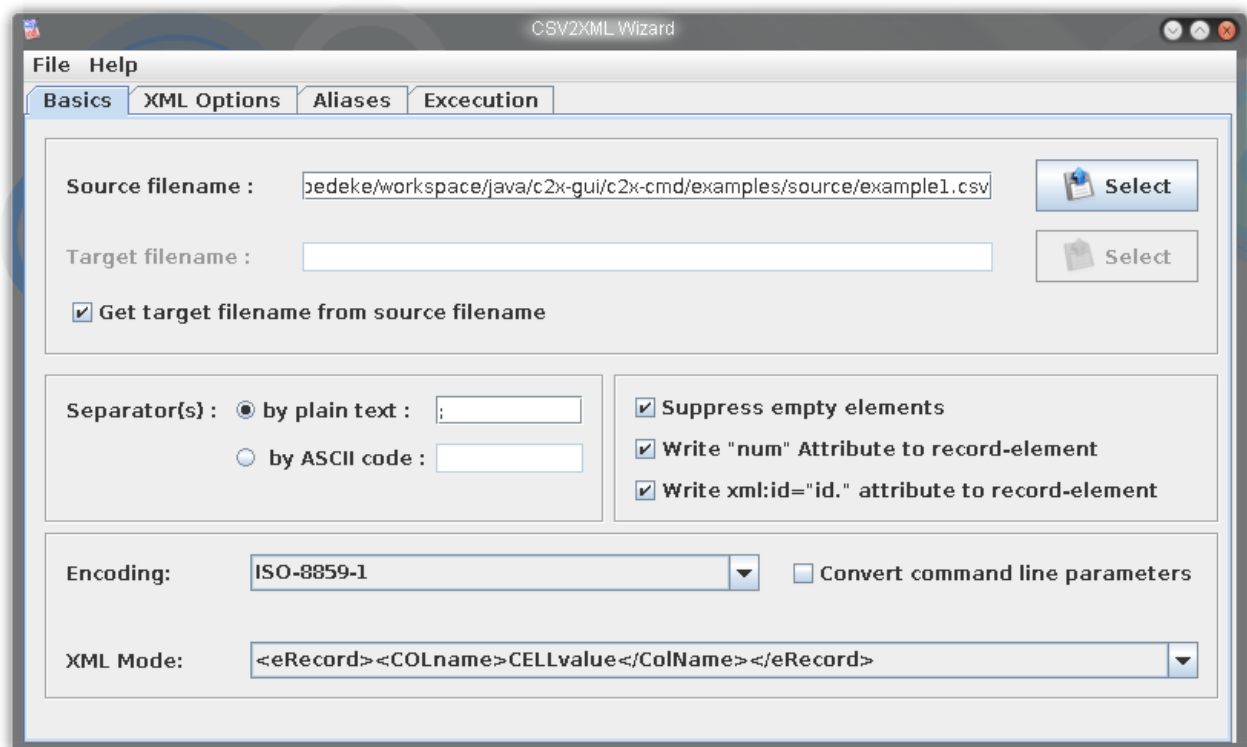 CSV2XML Wizard
File Help
Basics XML Options Aliases Excecution
Source filename : bedeke/workspace/java/c2x-gui/c2x-cmd/examples/source/example1.csv Select
Target filename : Select
Get target filename from source filename
Separator(s) : by plain text : ;
by ASCII code :
Suppress empty elements
Write "num" Attribute to record-element
Write xml:id="id." attribute to record-element
Encoding: ISO-8859-1 Convert command line parameters
XML Mode: <eRecord><COLname>CELLvalue</ColName></eRecord>